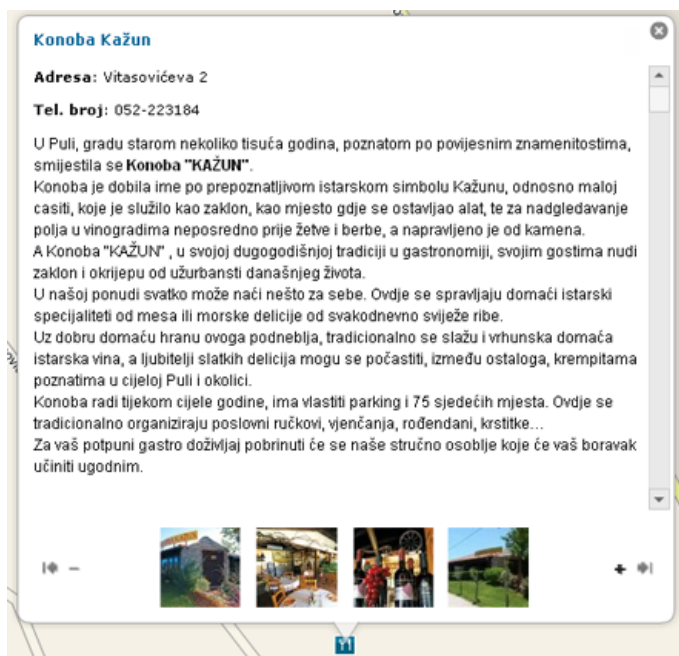 Konoba Kažun
Adresa: Vitasovićeva 2
Tel. broj: 052-223184
U Puli, gradu starom nekoliko tisuća godina, poznatom po povijesnim znamenitostima,
smijestila se Konoba "KAŽUN".
Konoba je dobila ime po prepoznatljivom istarskom simbolu Kažunu, odnosno maloj
casiti, koje je služilo kao zaklon, kao mjesto gdje se ostavljao alat, te za nadgledavanje
polja u vinogradima neposredno prije žetve i berbe, a napravljeno je od kamena.
A Konoba "KAŽUN" , u svojoj dugogodišnjoj tradiciji u gastronomiji, svojim gostima nudi
zaklon i okrijepu od užurbansti današnjeg života.
U našoj ponudi svatko može naći nešto za sebe. Ovdje se spravljaju domaći istarski
specijaliteti od mesa ili morske delicije od svakodnevno sviježe ribe.
Uz dobru domaću hranu ovoga podneblja, tradicionalno se slažu i vrhunska domaća
istarska vina, a ljubitelji slatkih delicija mogu se počastiti, između ostaloga, krempitama
poznatima u cijeloj Puli i okolici.
Konoba radi tijekom cijele godine, ima vlastiti parking i 75 sjedećih mjesta. Ovdje se
tradicionalno organiziraju poslovni ručkovi, vjenčanja, rođendani, krstitke...
Za vaš potpuni gastro doživljaj pobrinuti će se naše stručno osoblje koje će vaš boravak
učiniti ugodnim.